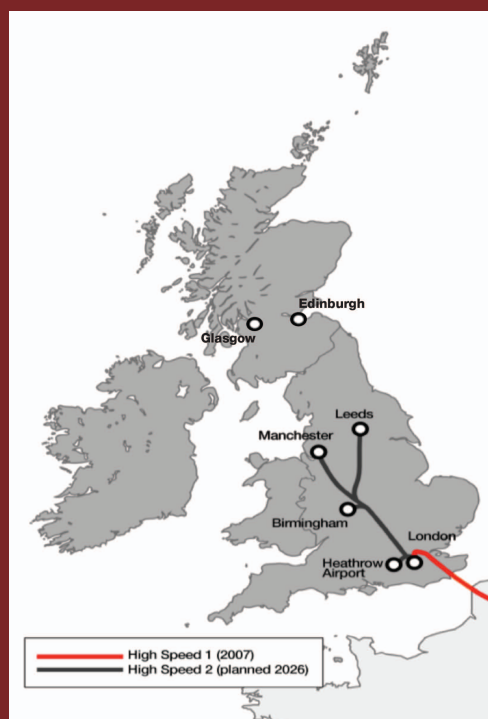 Edinburgh
Glasgow
Leeds
Manchester
Birmingham
London
Heathrow
Airport
High Speed 1 (2007)
High Speed 2 (planned 2026)